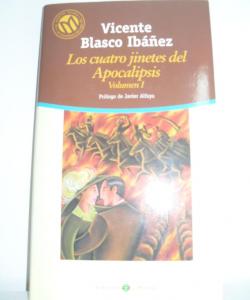 Vicente
Blasco Ibáñez
Los cuatro jinetes del
Apocalipsis
Volumen I
Prólogo de Javier Alfaya